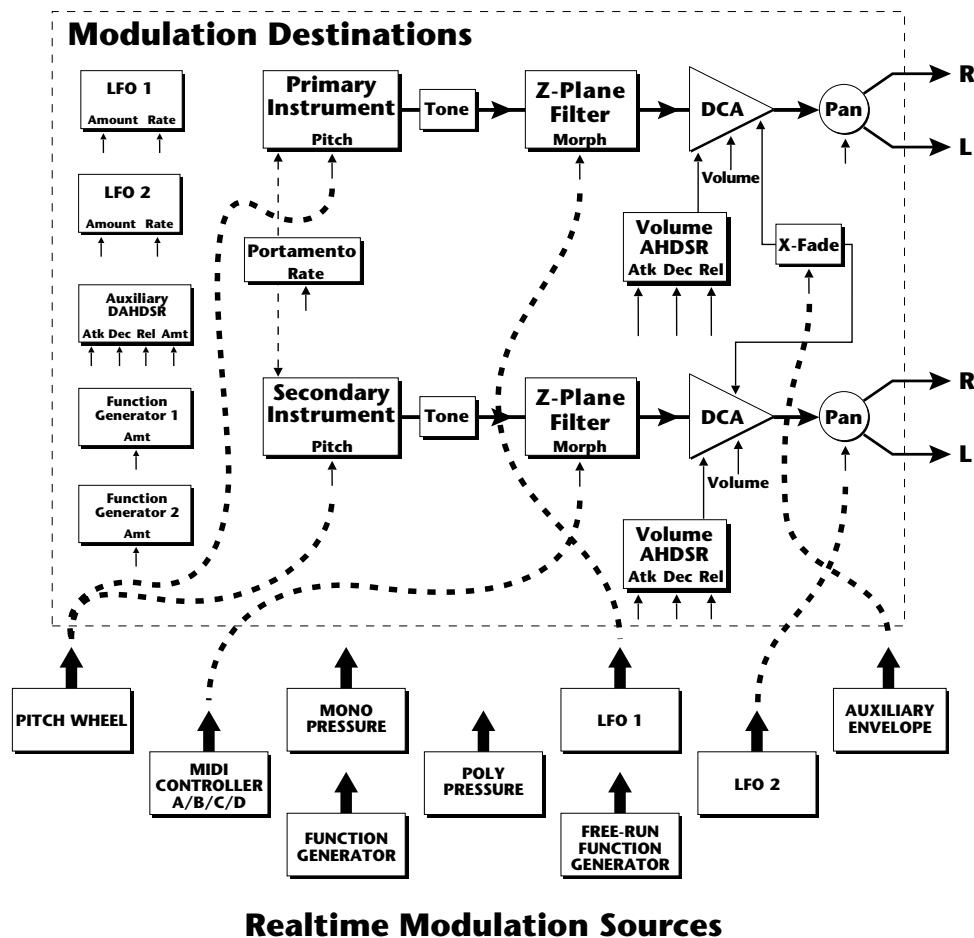 Modulation Destinations
LFO 1
Amount Rate
LFO 2
Amount Rate
Auxiliary
DAHDSR
Atk Dec Rel Amt
Function
Generator 1
Amt
Function
Generator 2
Amt
Primary
Instrument
Pitch
Tone
Z-Plane
Filter
Morph
DCA
Volume
Pan
R
L
Portamento
Rate
Volume
AHDSR
Atk Dec Rel
X-Fade
Secondary
Instrument
Pitch
Tone
Z-Plane
Filter
Morph
DCA
Volume
Pan
R
L
Volume
AHDSR
Atk Dec Rel
PITCH WHEEL
MIDI
CONTROLLER
A/B/C/D
MONO
PRESSURE
FUNCTION
GENERATOR
POLY
PRESSURE
LFO 1
FREE-RUN
FUNCTION
GENERATOR
LFO 2
AUXILIARY
ENVELOPE
Realtime Modulation Sources